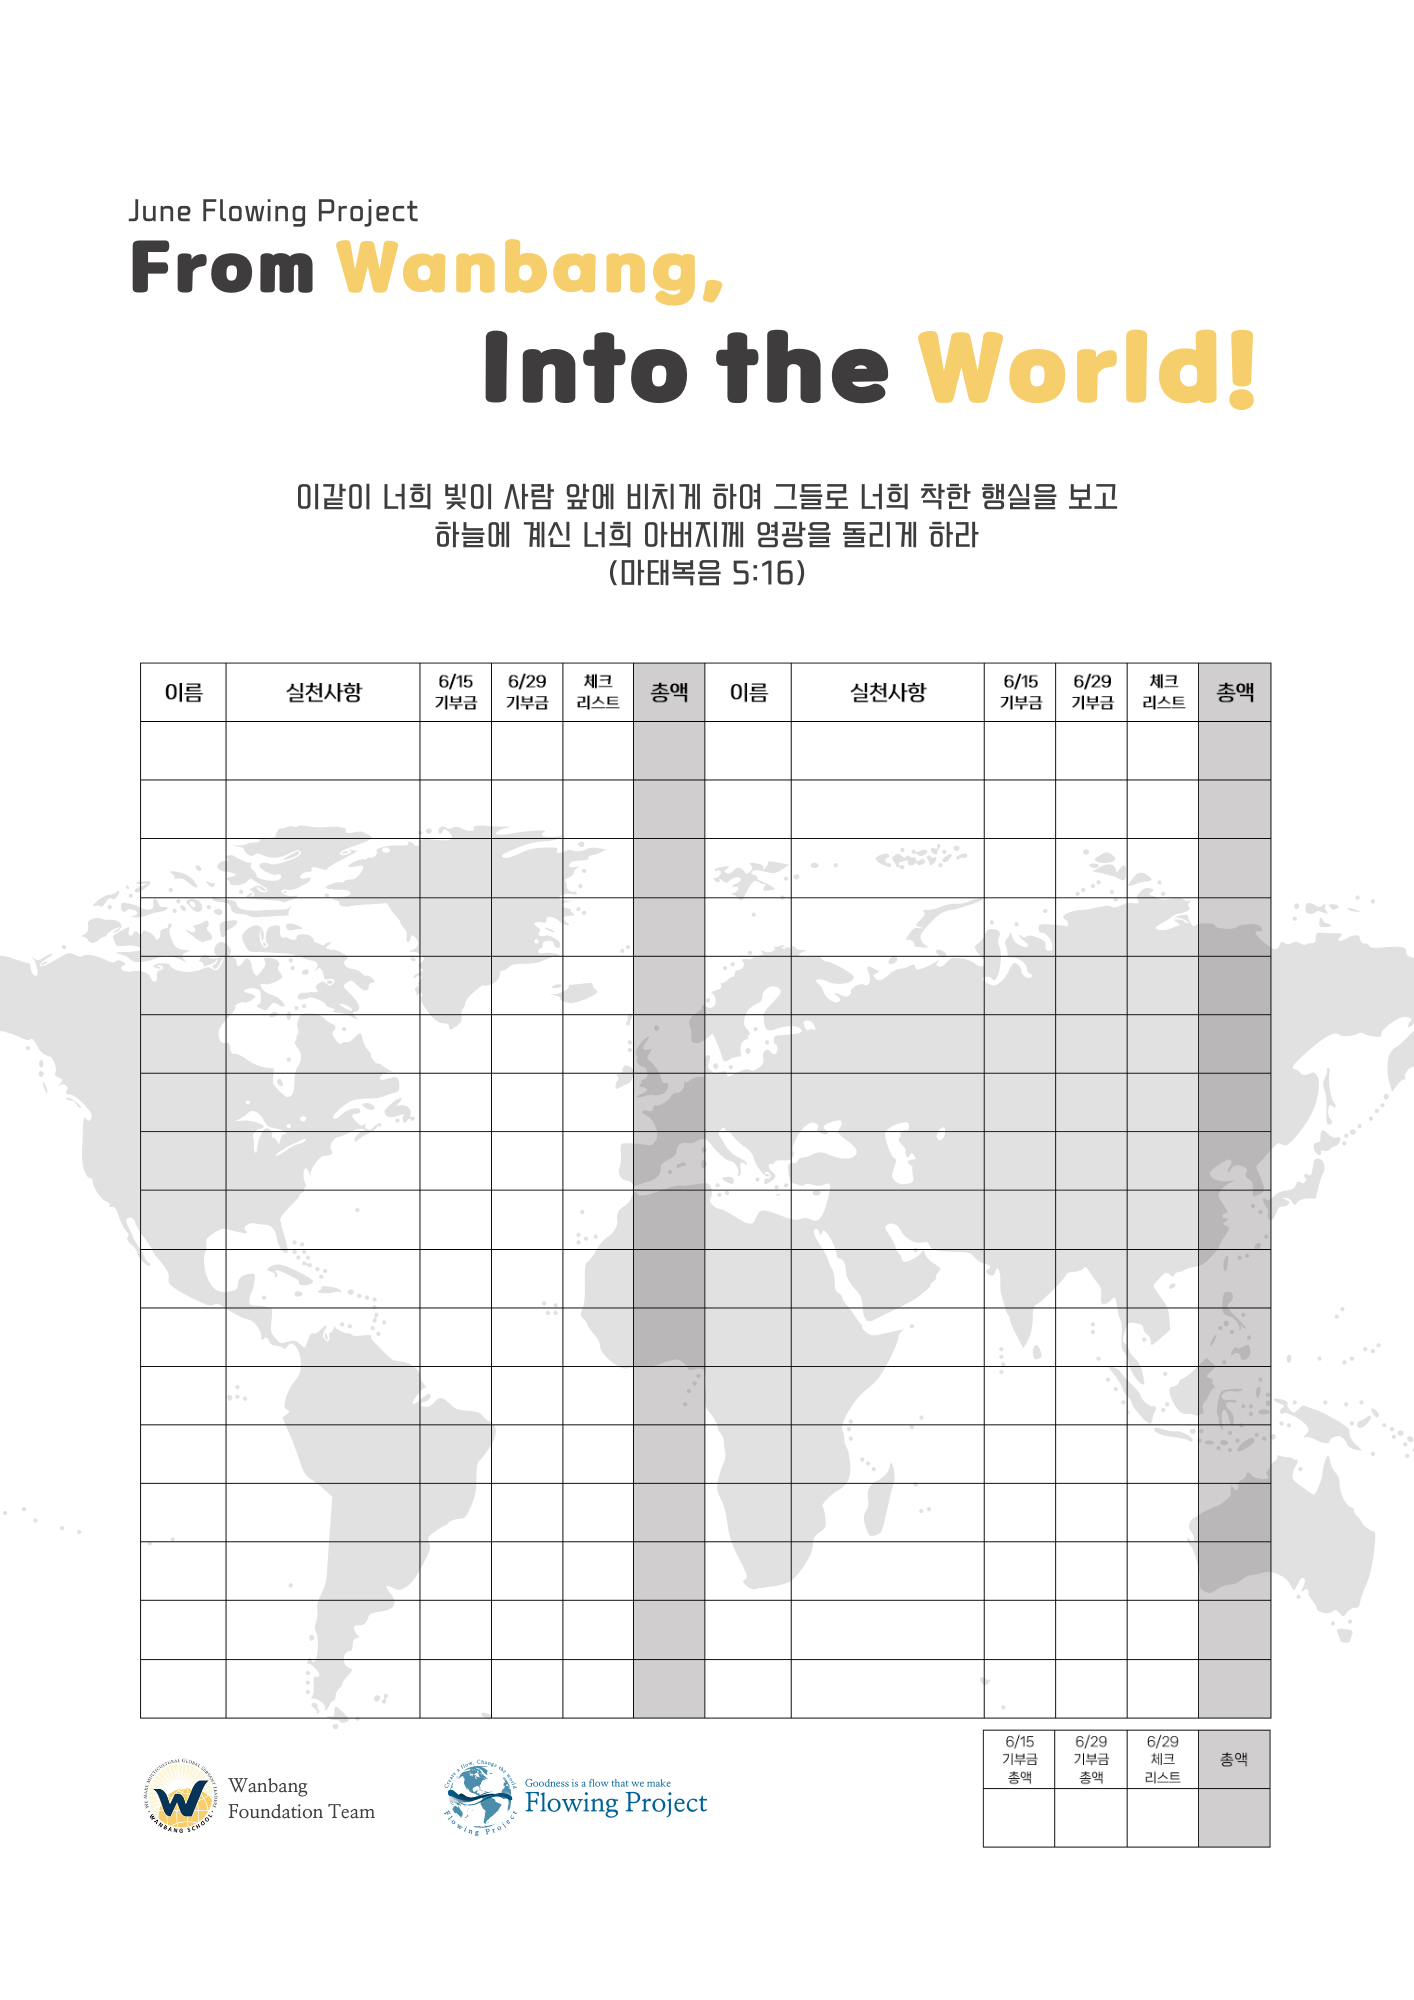 June Flowing Project
From Wanbang,
Into the World!
이같이 너희 빛이 사람 앞에 비치게 하여 그들로 너희 착한 행실을 보고
하늘에 계신 너희 아버지께 영광을 돌리게 하라
(마태복음 5:16)
이름 실천사항 6/15 기부금 6/29 기부금 체크 리스트 총액 이름 실천사항 6/15 기부금 6/29 기부금 체크 리스트 총액
6/15 기부금 총액 6/29 기부금 총액 6/29 체크 리스트 총액
WE MAKE MULTICULTURAL GLOBAL SERVANT LEADERS
W
WANBANG SCHOOL
Wanbang
Foundation Team
Create a flow, Change the world
Flowing Project
Goodness is a flow that we make
Flowing Project